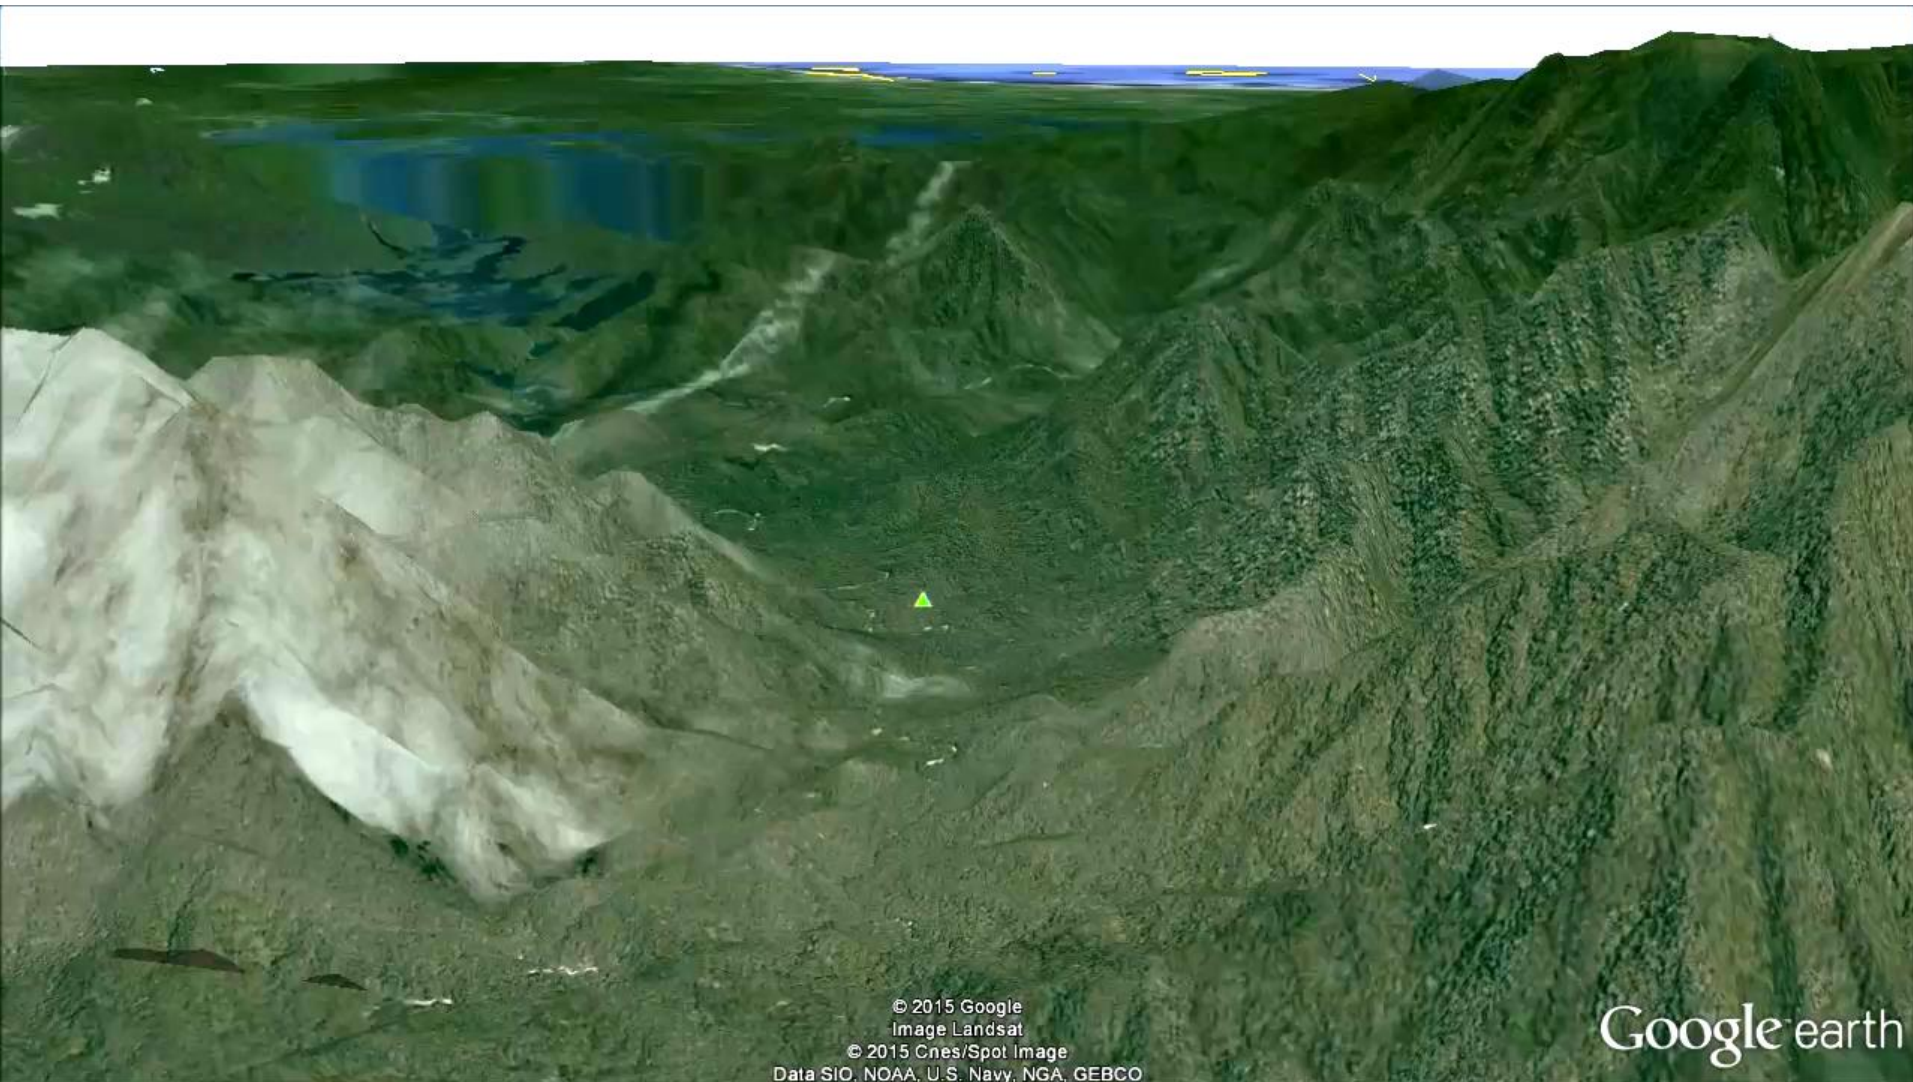 © 2015 Google
Image Landsat
© 2015 Cnes/Spot Image
Data SIO, NOAA, U.S. Navy, NGA, GEBCO
Google earth